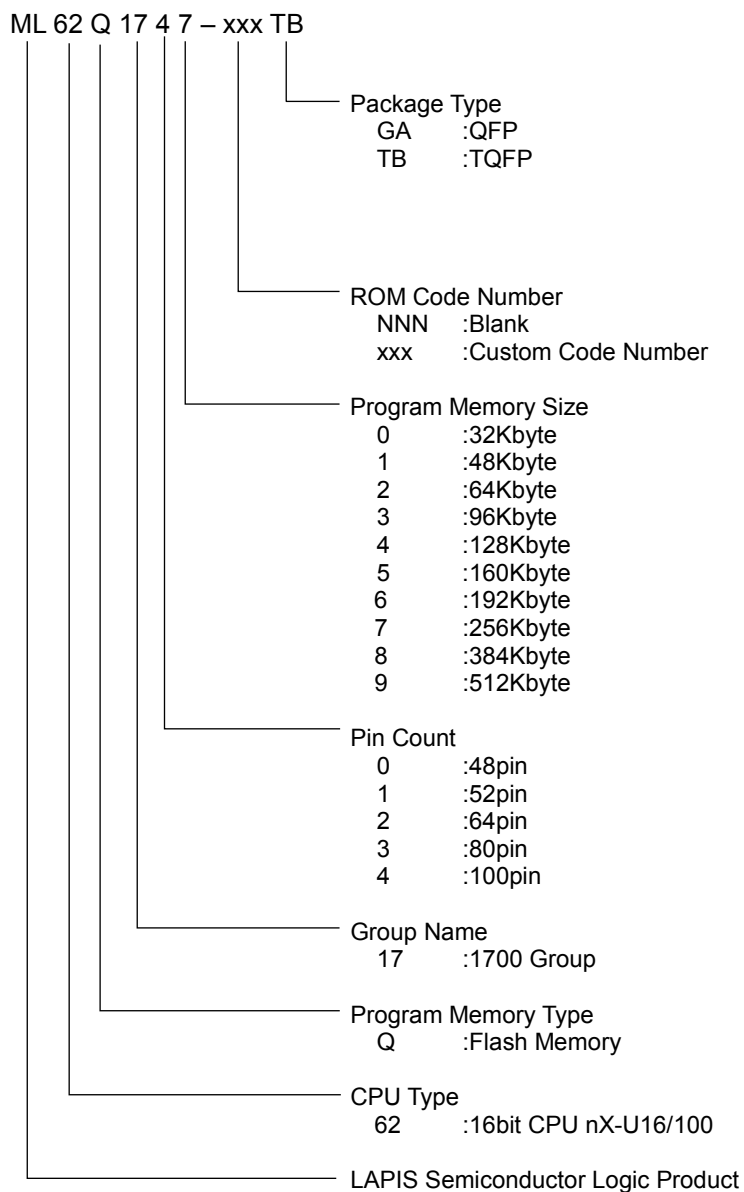 ML 62 Q 17 4 7 – xxx TB
Package Type
GA :QFP
TB :TQFP
ROM Code Number
NNN :Blank
xxx :Custom Code Number
Program Memory Size
0 :32Kbyte
1 :48Kbyte
2 :64Kbyte
3 :96Kbyte
4 :128Kbyte
5 :160Kbyte
6 :192Kbyte
7 :256Kbyte
8 :384Kbyte
9 :512Kbyte
Pin Count
0 :48pin
1 :52pin
2 :64pin
3 :80pin
4 :100pin
Group Name
17 :1700 Group
Program Memory Type
Q :Flash Memory
CPU Type
62 :16bit CPU nX-U16/100
LAPIS Semiconductor Logic Product